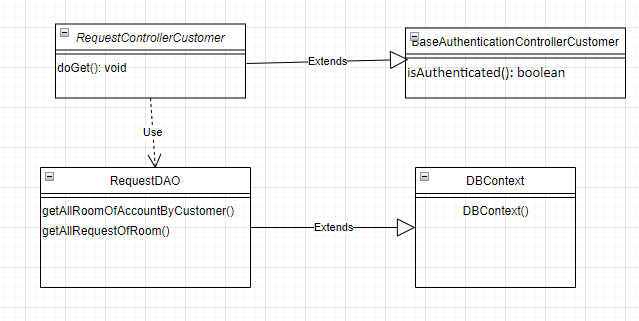 RequestControllerCustomer
doGet(): void
Extends
BaseAuthenticationControllerCustomer
isAuthenticated(): boolean
Use
RequestDAO
getAllRoomOfAccountByCustomer()
getAllRequestOfRoom()
Extends
DBContext
DBContext()